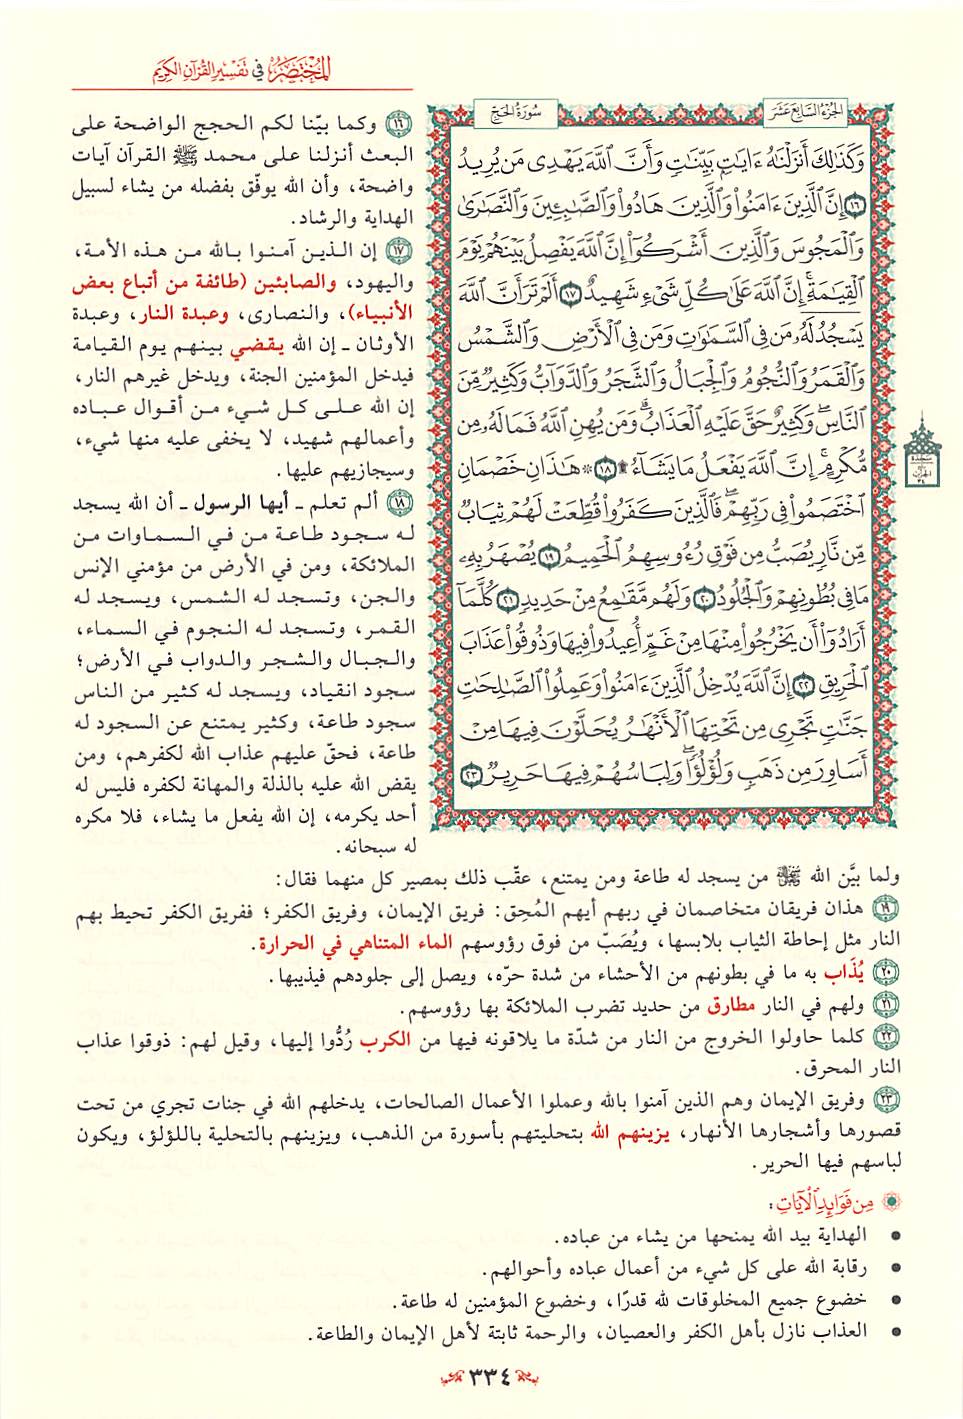 المختصر في تفسير القرآن الكريم
الجزء السابع عشر
سورة الحج
وَكَذَٰلِكَ أَنزَلْنَٰهُ ءَايَٰتٍۭ بَيِّنَٰتٍ وَأَنَّ ٱللَّهَ يَهْدِى مَن يُرِيدُ
١٦ إِنَّ ٱلَّذِينَ ءَامَنُوا۟ وَٱلَّذِينَ هَادُوا۟ وَٱلصَّٰبِـِٔينَ وَٱلنَّصَٰرَىٰ
وَٱلْمَجُوسَ وَٱلَّذِينَ أَشْرَكُوٓا۟ إِنَّ ٱللَّهَ يَفْصِلُ بَيْنَهُمْ يَوْمَ
ٱلْقِيَٰمَةِۚ إِنَّ ٱللَّهَ عَلَىٰ كُلِّ شَىْءٍ شَهِيدٌ ١٧ أَلَمْ تَرَ أَنَّ ٱللَّهَ
يَسْجُدُ لَهُۥ مَن فِى ٱلسَّمَٰوَٰتِ وَمَن فِى ٱلْأَرْضِ وَٱلشَّمْسُ
وَٱلْقَمَرُ وَٱلنُّجُومُ وَٱلْجِبَالُ وَٱلشَّجَرُ وَٱلدَّوَآبُّ وَكَثِيرٌ مِّنَ
ٱلنَّاسِۖ وَكَثِيرٌ حَقَّ عَلَيْهِ ٱلْعَذَابُۗ وَمَن يُهِنِ ٱللَّهُ فَمَا لَهُۥ مِن
مُّكْرِمٍۚ إِنَّ ٱللَّهَ يَفْعَلُ مَا يَشَآءُ ۩ ١٨ ۞ هَٰذَانِ خَصْمَانِ
ٱخْتَصَمُوا۟ فِى رَبِّهِمْۖ فَٱلَّذِينَ كَفَرُوا۟ قُطِّعَتْ لَهُمْ ثِيَابٌ
مِّن نَّارٍ يُصَبُّ مِن فَوْقِ رُءُوسِهِمُ ٱلْحَمِيمُ ١٩ يُصْهَرُ بِهِۦ
مَا فِى بُطُونِهِمْ وَٱلْجُلُودُ ٢٠ وَلَهُم مَّقَٰمِعُ مِنْ حَدِيدٍ ٢١ كُلَّمَآ
أَرَادُوٓا۟ أَن يَخْرُجُوا۟ مِنْهَا مِنْ غَمٍّ أُعِيدُوا۟ فِيهَا وَذُوقُوا۟ عَذَابَ
ٱلْحَرِيقِ ٢٢ إِنَّ ٱللَّهَ يُدْخِلُ ٱلَّذِينَ ءَامَنُوا۟ وَعَمِلُوا۟ ٱلصَّٰلِحَٰتِ
جَنَّٰتٍ تَجْرِى مِن تَحْتِهَا ٱلْأَنْهَٰرُ يُحَلَّوْنَ فِيهَا مِنْ
أَسَاوِرَ مِن ذَهَبٍ وَلُؤْلُؤًاۖ وَلِبَاسُهُمْ فِيهَا حَرِيرٌ ٢٣
سجدة
١٦ وكما بيّنا لكم الحجج الواضحة على
البعث أنزلنا على محمد ﷺ القرآن آيات
واضحة، وأن الله يوفّق بفضله من يشاء لسبيل
الهداية والرشاد.
١٧ إن الذين آمنوا بالله من هذه الأمة،
واليهود، والصابئين (طائفة من أتباع بعض
الأنبياء)، والنصارى، وعبدة النار، وعبدة
الأوثان ـ إن الله يقضي بينهم يوم القيامة
فيدخل المؤمنين الجنة، ويدخل غيرهم النار،
إن الله على كل شيء من أقوال عباده
وأعمالهم شهيد، لا يخفى عليه منها شيء،
وسيجازيهم عليها.
١٨ ألم تعلم ـ أيها الرسول ـ أن الله يسجد
له سجود طاعة من في السماوات من
الملائكة، ومن في الأرض من مؤمني الإنس
والجن، وتسجد له الشمس، ويسجد له
القمر، وتسجد له النجوم في السماء،
والجبال والشجر والدواب في الأرض؛
سجود انقياد، ويسجد له كثير من الناس
سجود طاعة، وكثير يمتنع عن السجود له
طاعة، فحقّ عليهم عذاب الله لكفرهم، ومن
يقض الله عليه بالذلة والمهانة لكفره فليس له
أحد يكرمه، إن الله يفعل ما يشاء، فلا مكره
له سبحانه.
ولما بيَّن الله ﷻ من يسجد له طاعة ومن يمتنع، عقّب ذلك بمصير كل منهما فقال:
١٩ هذان فريقان متخاصمان في ربهم أيهم المُحِق: فريق الإيمان، وفريق الكفر؛ ففريق الكفر تحيط بهم
النار مثل إحاطة الثياب بلابسها، ويُصَبّ من فوق رؤوسهم الماء المتناهي في الحرارة.
٢٠ يُذَاب به ما في بطونهم من الأحشاء من شدة حرّه، ويصل إلى جلودهم فيذيبها.
٢١ ولهم في النار مطارق من حديد تضرب الملائكة بها رؤوسهم.
٢٢ كلما حاولوا الخروج من النار من شدّة ما يلاقونه فيها من الكرب رُدُّوا إليها، وقيل لهم: ذوقوا عذاب
النار المحرق.
٢٣ وفريق الإيمان وهم الذين آمنوا بالله وعملوا الأعمال الصالحات، يدخلهم الله في جنات تجري من تحت
قصورها وأشجارها الأنهار، يزينهم الله بتحليتهم بأسورة من الذهب، ويزينهم بالتحلية باللؤلؤ، ويكون
لباسهم فيها الحرير.
مِن فَوَائِدِ الْآيَاتِ:
• الهداية بيد الله يمنحها من يشاء من عباده.
• رقابة الله على كل شيء من أعمال عباده وأحوالهم.
• خضوع جميع المخلوقات لله قدرًا، وخضوع المؤمنين له طاعة.
• العذاب نازل بأهل الكفر والعصيان، والرحمة ثابتة لأهل الإيمان والطاعة.
٣٣٤